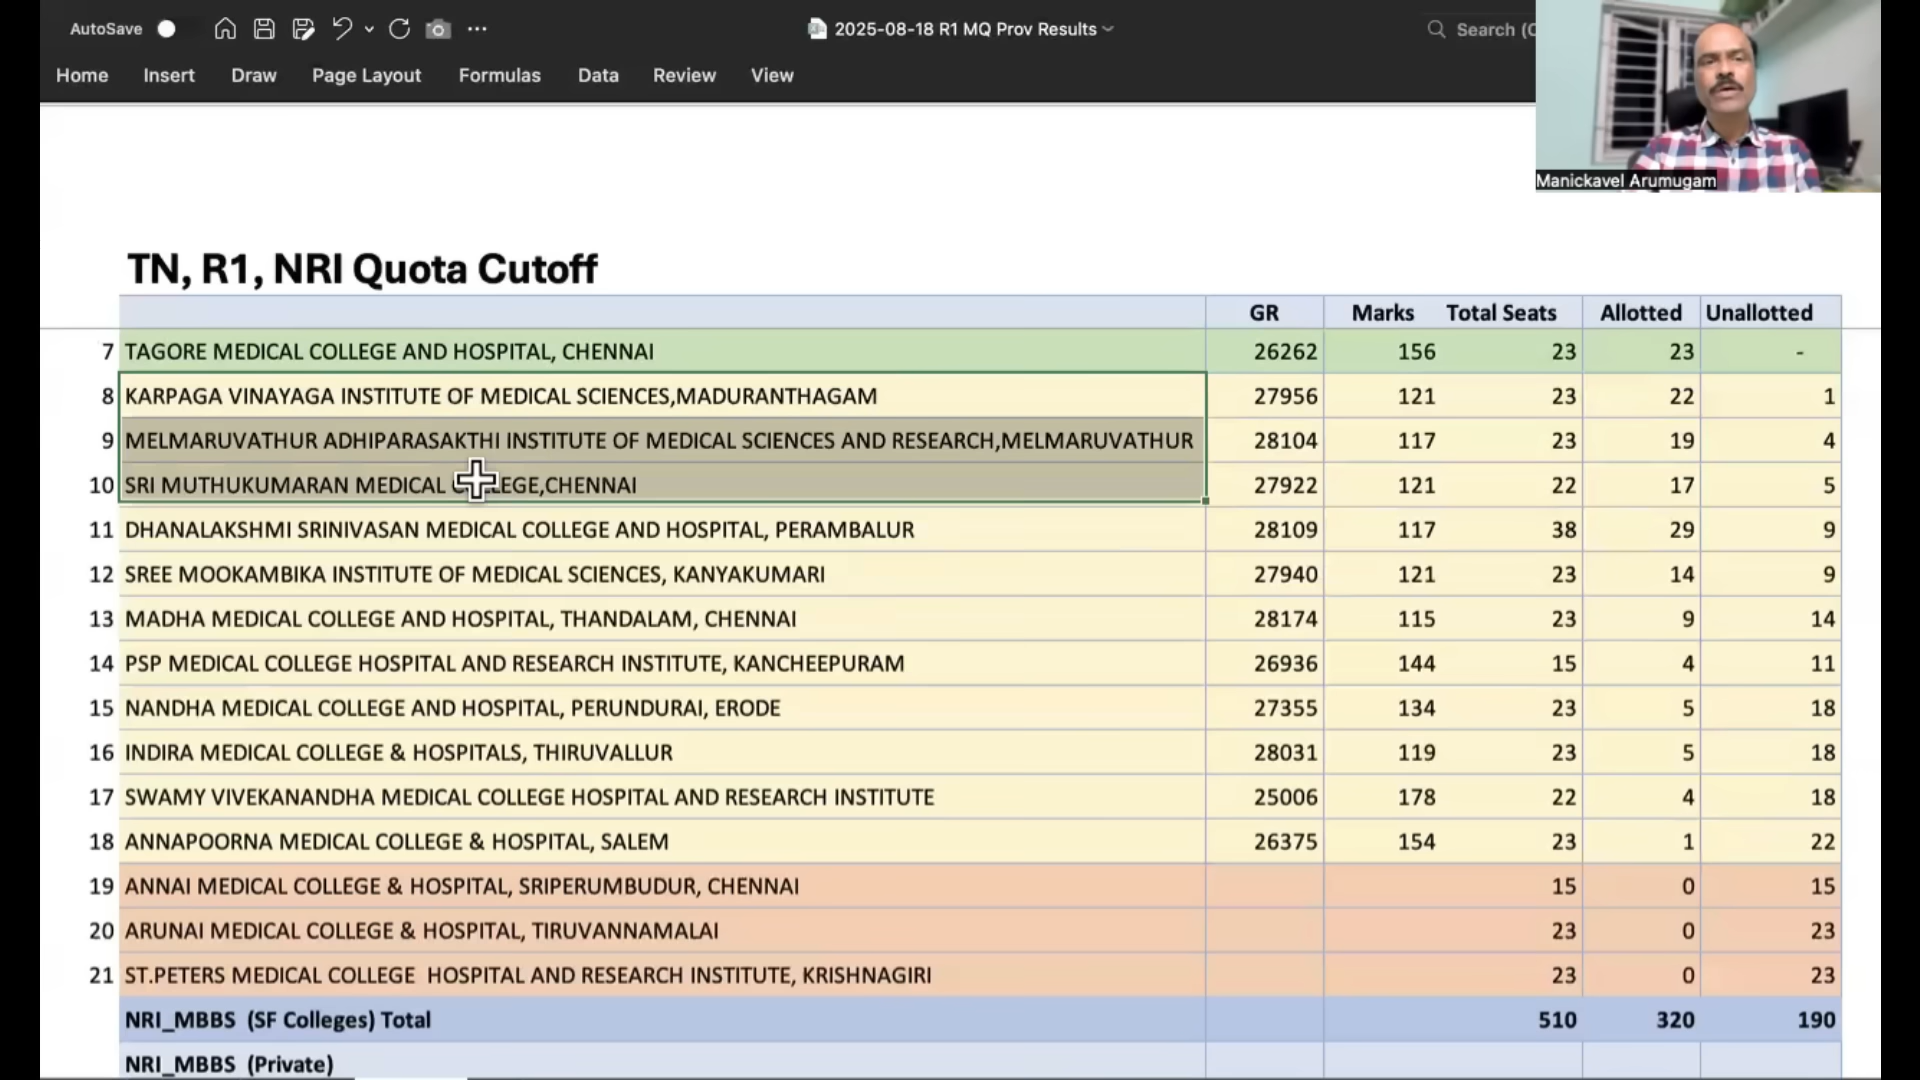 AutoSave
2025-08-18 R1 MQ Prov Results
Search (C
Home Insert Draw Page Layout Formulas Data Review View
Manickavel Arumugam
TN, R1, NRI Quota Cutoff
GR Marks Total Seats Allotted Unallotted
7 TAGORE MEDICAL COLLEGE AND HOSPITAL, CHENNAI 26262 156 23 23 -
8 KARPAGA VINAYAGA INSTITUTE OF MEDICAL SCIENCES,MADURANTHAGAM 27956 121 23 22 1
9 MELMARUVATHUR ADHIPARASAKTHI INSTITUTE OF MEDICAL SCIENCES AND RESEARCH,MELMARUVATHUR 28104 117 23 19 4
10 SRI MUTHUKUMARAN MEDICAL COLLEGE,CHENNAI 27922 121 22 17 5
11 DHANALAKSHMI SRINIVASAN MEDICAL COLLEGE AND HOSPITAL, PERAMBALUR 28109 117 38 29 9
12 SREE MOOKAMBIKA INSTITUTE OF MEDICAL SCIENCES, KANYAKUMARI 27940 121 23 14 9
13 MADHA MEDICAL COLLEGE AND HOSPITAL, THANDALAM, CHENNAI 28174 115 23 9 14
14 PSP MEDICAL COLLEGE HOSPITAL AND RESEARCH INSTITUTE, KANCHEEPURAM 26936 144 15 4 11
15 NANDHA MEDICAL COLLEGE AND HOSPITAL, PERUNDURAI, ERODE 27355 134 23 5 18
16 INDIRA MEDICAL COLLEGE & HOSPITALS, THIRUVALLUR 28031 119 23 5 18
17 SWAMY VIVEKANANDHA MEDICAL COLLEGE HOSPITAL AND RESEARCH INSTITUTE 25006 178 22 4 18
18 ANNAPOORNA MEDICAL COLLEGE & HOSPITAL, SALEM 26375 154 23 1 22
19 ANNAI MEDICAL COLLEGE & HOSPITAL, SRIPERUMBUDUR, CHENNAI 15 0 15
20 ARUNAI MEDICAL COLLEGE & HOSPITAL, TIRUVANNAMALAI 23 0 23
21 ST.PETERS MEDICAL COLLEGE HOSPITAL AND RESEARCH INSTITUTE, KRISHNAGIRI 23 0 23
NRI_MBBS (SF Colleges) Total 510 320 190
NRI_MBBS (Private)